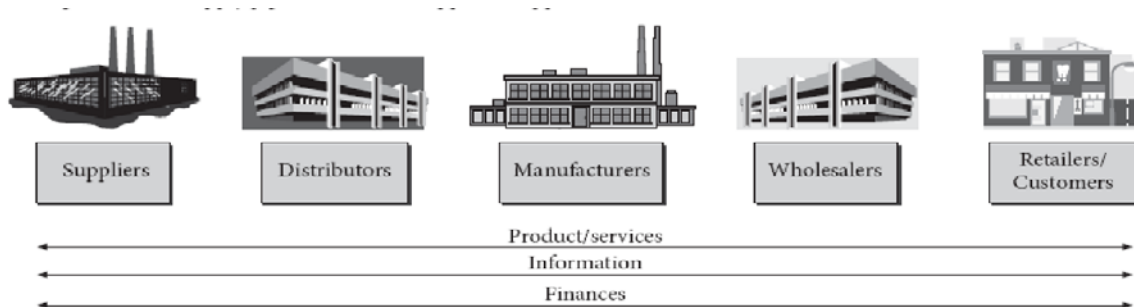 Suppliers
Distributors
Manufacturers
Wholesalers
Retailers/
Customers
Product/services
Information
Finances